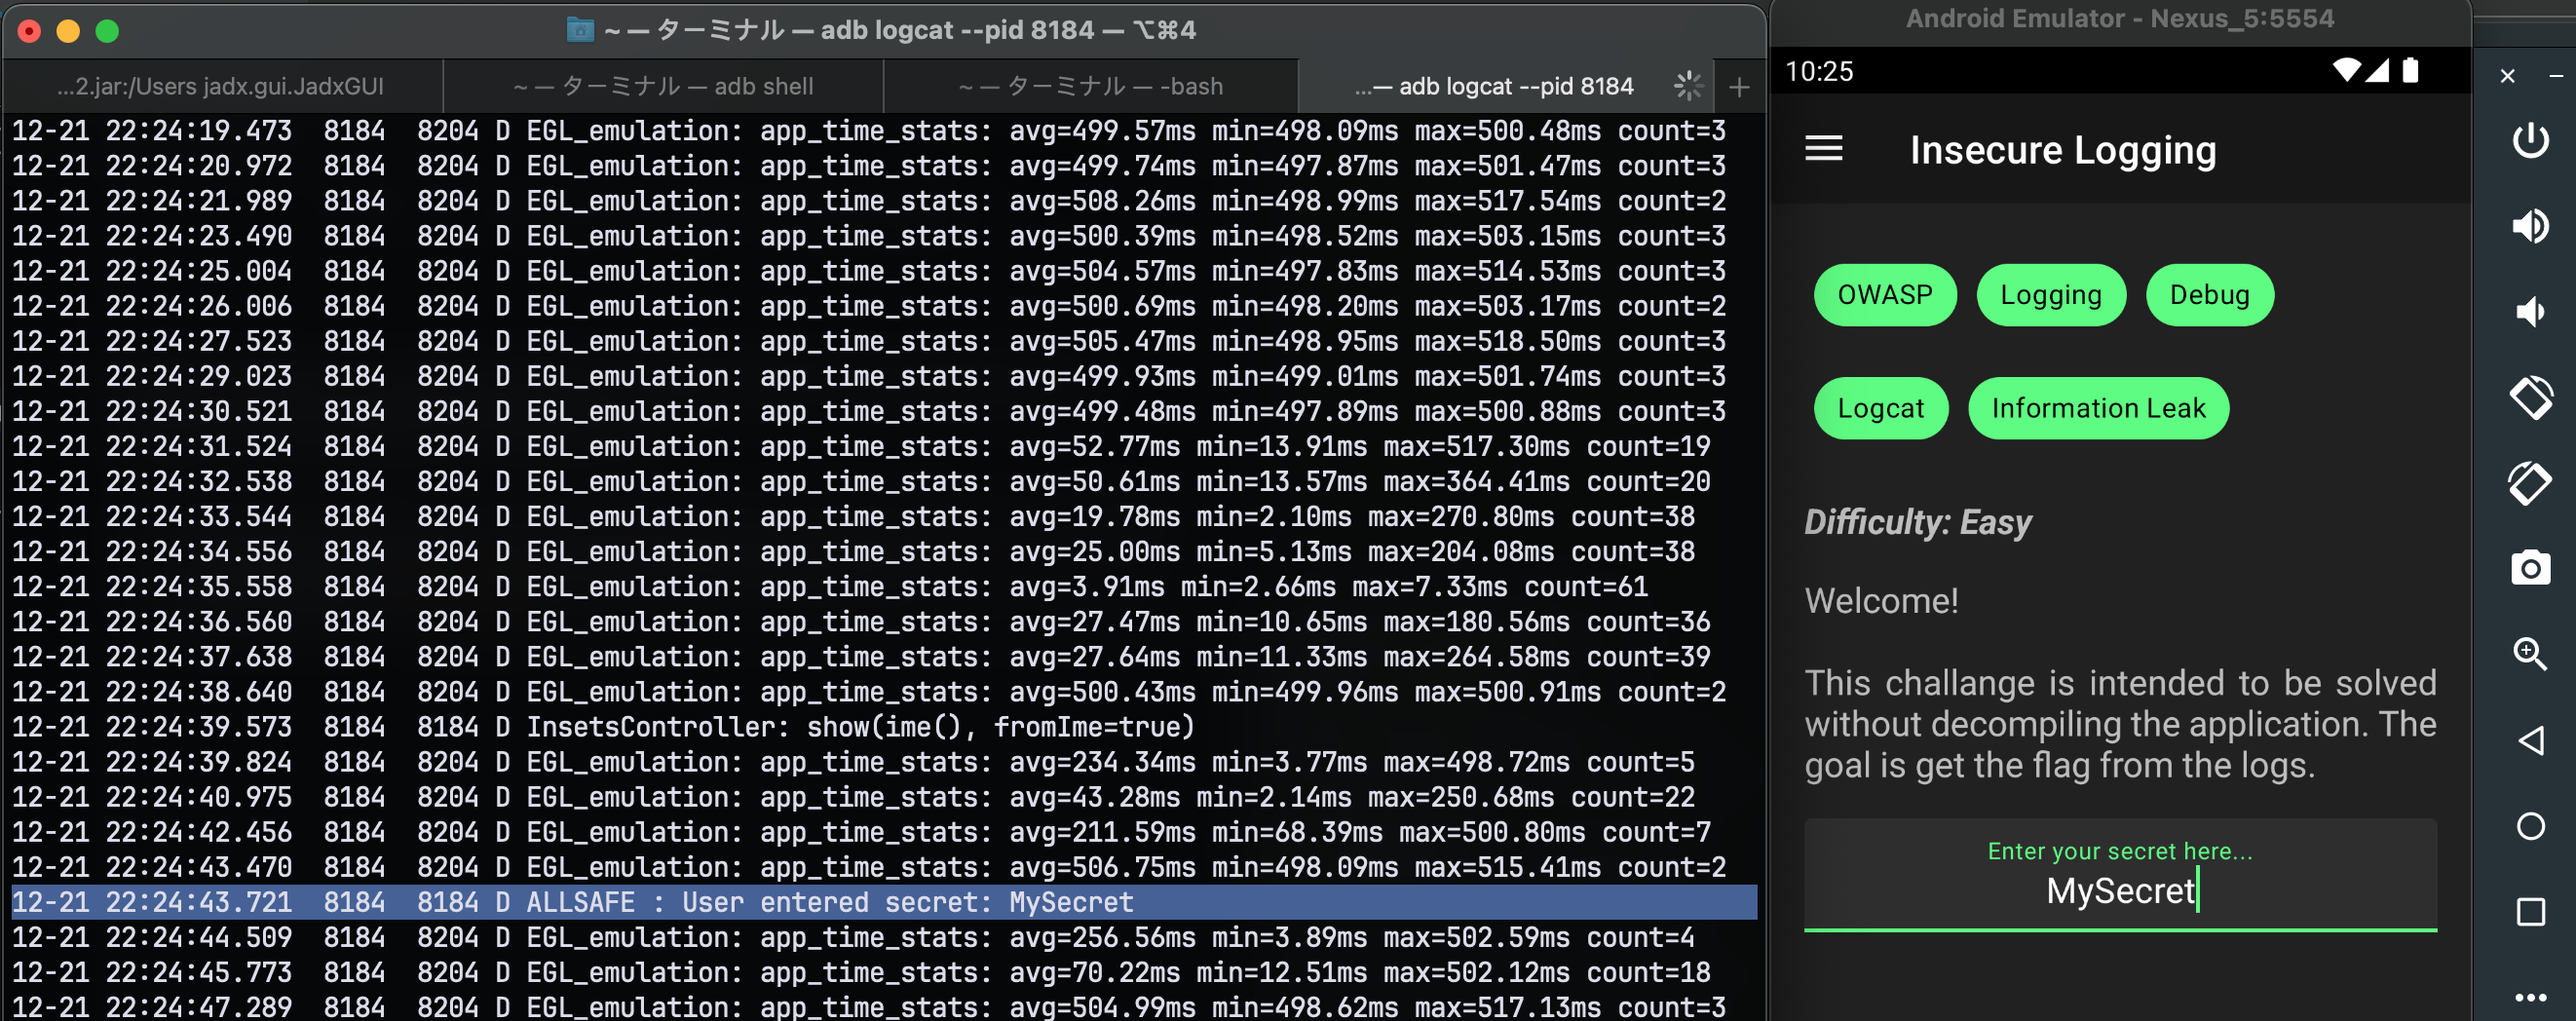 ~ — ターミナル — adb logcat --pid 8184 — ⌥⌘4
...2.jar:/Users jadx.gui.JadxGUI
~ — ターミナル — adb shell
~ — ターミナル — -bash
...— adb logcat --pid 8184
+
12-21 22:24:19.473  8184  8204 D EGL_emulation: app_time_stats: avg=499.57ms min=498.09ms max=500.48ms count=3
12-21 22:24:20.972  8184  8204 D EGL_emulation: app_time_stats: avg=499.74ms min=497.87ms max=501.47ms count=3
12-21 22:24:21.989  8184  8204 D EGL_emulation: app_time_stats: avg=508.26ms min=498.99ms max=517.54ms count=2
12-21 22:24:23.490  8184  8204 D EGL_emulation: app_time_stats: avg=500.39ms min=498.52ms max=503.15ms count=3
12-21 22:24:25.004  8184  8204 D EGL_emulation: app_time_stats: avg=504.57ms min=497.83ms max=514.53ms count=3
12-21 22:24:26.006  8184  8204 D EGL_emulation: app_time_stats: avg=500.69ms min=498.20ms max=503.17ms count=2
12-21 22:24:27.523  8184  8204 D EGL_emulation: app_time_stats: avg=505.47ms min=498.95ms max=518.50ms count=3
12-21 22:24:29.023  8184  8204 D EGL_emulation: app_time_stats: avg=499.93ms min=499.01ms max=501.74ms count=3
12-21 22:24:30.521  8184  8204 D EGL_emulation: app_time_stats: avg=499.48ms min=497.89ms max=500.88ms count=3
12-21 22:24:31.524  8184  8204 D EGL_emulation: app_time_stats: avg=52.77ms min=13.91ms max=517.30ms count=19
12-21 22:24:32.538  8184  8204 D EGL_emulation: app_time_stats: avg=50.61ms min=13.57ms max=364.41ms count=20
12-21 22:24:33.544  8184  8204 D EGL_emulation: app_time_stats: avg=19.78ms min=2.10ms max=270.80ms count=38
12-21 22:24:34.556  8184  8204 D EGL_emulation: app_time_stats: avg=25.00ms min=5.13ms max=204.08ms count=38
12-21 22:24:35.558  8184  8204 D EGL_emulation: app_time_stats: avg=3.91ms min=2.66ms max=7.33ms count=61
12-21 22:24:36.560  8184  8204 D EGL_emulation: app_time_stats: avg=27.47ms min=10.65ms max=180.56ms count=36
12-21 22:24:37.638  8184  8204 D EGL_emulation: app_time_stats: avg=27.64ms min=11.33ms max=264.58ms count=39
12-21 22:24:38.640  8184  8204 D EGL_emulation: app_time_stats: avg=500.43ms min=499.96ms max=500.91ms count=2
12-21 22:24:39.573  8184  8184 D InsetsController: show(ime(), fromIme=true)
12-21 22:24:39.824  8184  8204 D EGL_emulation: app_time_stats: avg=234.34ms min=3.77ms max=498.72ms count=5
12-21 22:24:40.975  8184  8204 D EGL_emulation: app_time_stats: avg=43.28ms min=2.14ms max=250.68ms count=22
12-21 22:24:42.456  8184  8204 D EGL_emulation: app_time_stats: avg=211.59ms min=68.39ms max=500.80ms count=7
12-21 22:24:43.470  8184  8204 D EGL_emulation: app_time_stats: avg=506.75ms min=498.09ms max=515.41ms count=2
12-21 22:24:43.721  8184  8184 D ALLSAFE : User entered secret: MySecret
12-21 22:24:44.509  8184  8204 D EGL_emulation: app_time_stats: avg=256.56ms min=3.89ms max=502.59ms count=4
12-21 22:24:45.773  8184  8204 D EGL_emulation: app_time_stats: avg=70.22ms min=12.51ms max=502.12ms count=18
12-21 22:24:47.289  8184  8204 D EGL_emulation: app_time_stats: avg=504.99ms min=498.62ms max=517.13ms count=3
Android Emulator - Nexus_5:5554
10:25
Insecure Logging
OWASP Logging Debug
Logcat Information Leak
Difficulty: Easy
Welcome!
This challange is intended to be solved
without decompiling the application. The
goal is get the flag from the logs.
Enter your secret here...
MySecret